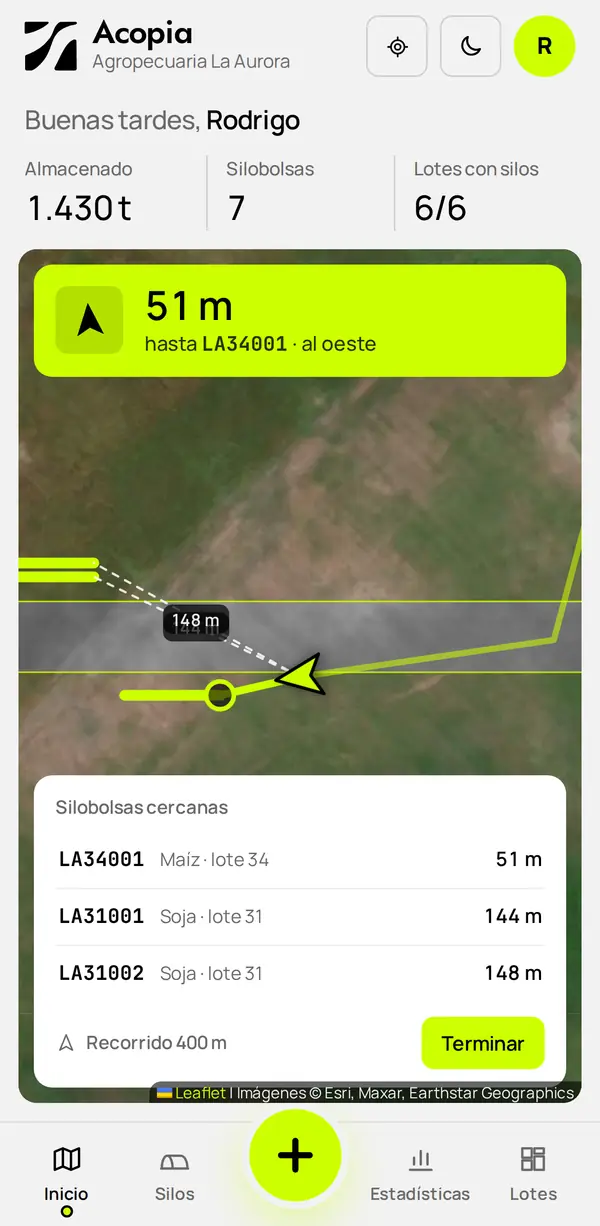 Acopia
Agropecuaria La Aurora
R
Buenas tardes, Rodrigo
Almacenado
Silobolsas
Lotes con silos
1.430 t
7
6/6
51 m
hasta LA34001 · al oeste
148 m
Silobolsas cercanas
LA34001 Maíz · lote 34 51 m
LA31001 Soja · lote 31 144 m
LA31002 Soja · lote 31 148 m
Recorrido 400 m
Terminar
Leaflet | Imágenes © Esri, Maxar, Earthstar Geographics
Inicio
Silos
Estadísticas
Lotes